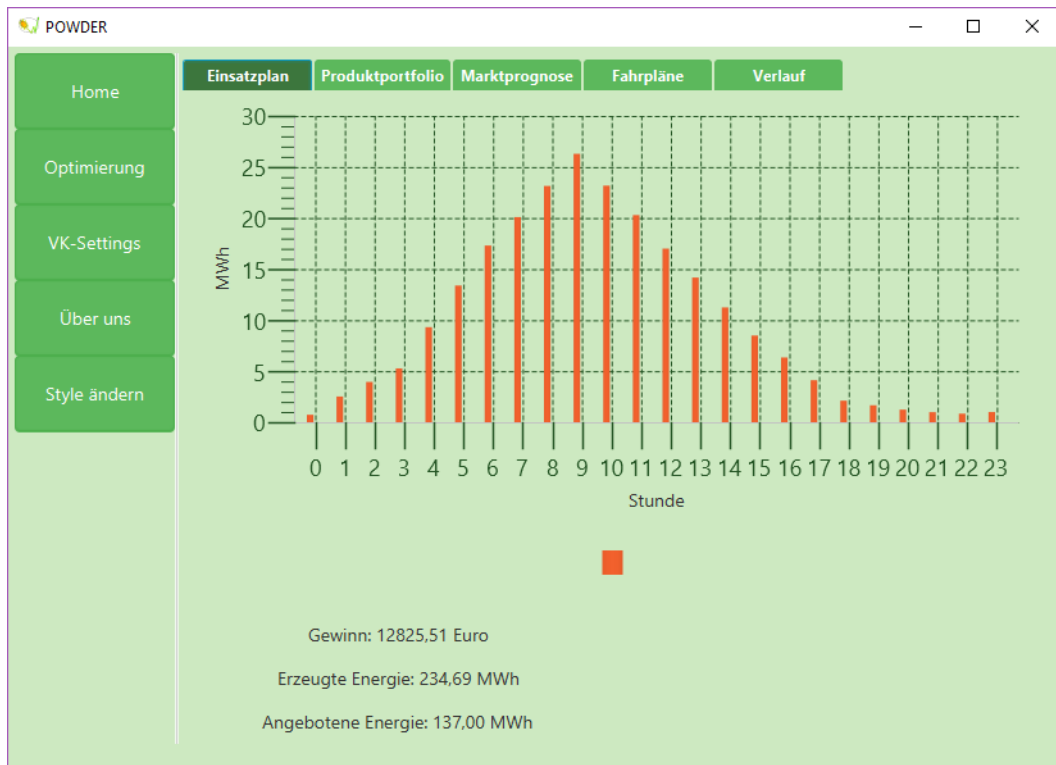 POWDER
Home
Optimierung
VK-Settings
Über uns
Style ändern
Einsatzplan Produktportfolio Marktprognose Fahrpläne Verlauf
30
25
20
15
10
5
0
MWh
0 1 2 3 4 5 6 7 8 9 10 11 12 13 14 15 16 17 18 19 20 21 22 23
Stunde
Gewinn: 12825,51 Euro
Erzeugte Energie: 234,69 MWh
Angebotene Energie: 137,00 MWh